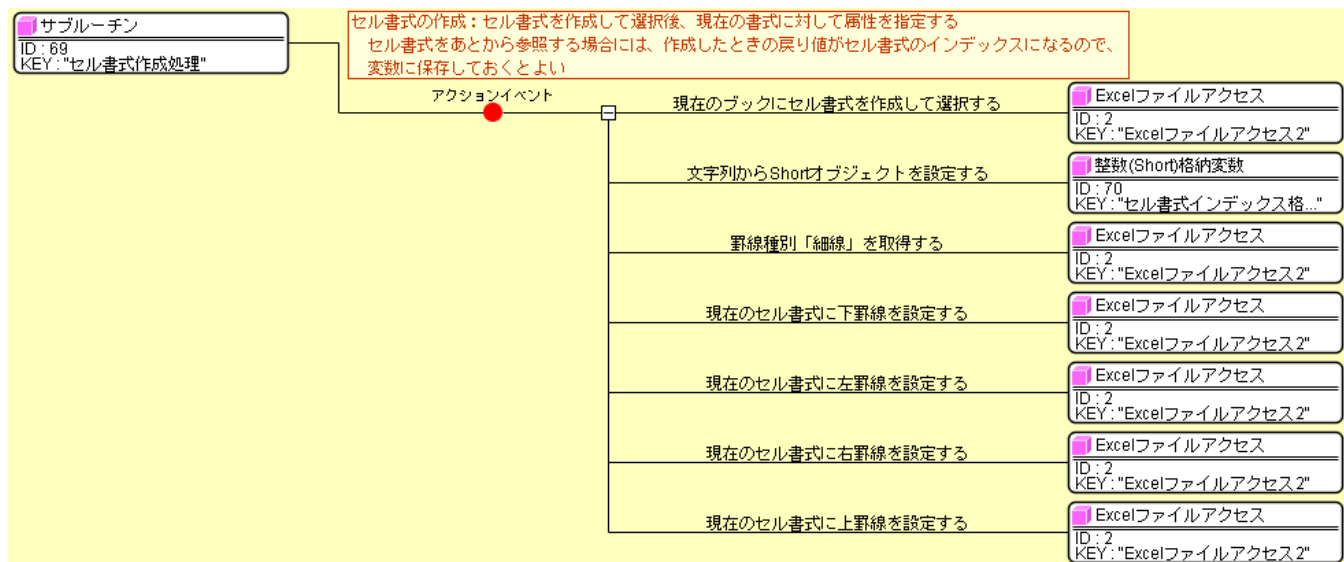 サブルーチン
ID : 69
KEY : "セル書式作成処理"
セル書式の作成：セル書式を作成して選択後、現在の書式に対して属性を指定する
セル書式をあとから参照する場合には、作成したときの戻り値がセル書式のインデックスになるので、
変数に保存しておくとよい
アクションイベント
現在のブックにセル書式を作成して選択する
Excelファイルアクセス
ID : 2
KEY : "Excelファイルアクセス2"
文字列からShortオブジェクトを設定する
整数(Short)格納変数
ID : 70
KEY : "セル書式インデックス格..."
罫線種別「細線」を取得する
Excelファイルアクセス
ID : 2
KEY : "Excelファイルアクセス2"
現在のセル書式に下罫線を設定する
Excelファイルアクセス
ID : 2
KEY : "Excelファイルアクセス2"
現在のセル書式に左罫線を設定する
Excelファイルアクセス
ID : 2
KEY : "Excelファイルアクセス2"
現在のセル書式に右罫線を設定する
Excelファイルアクセス
ID : 2
KEY : "Excelファイルアクセス2"
現在のセル書式に上罫線を設定する
Excelファイルアクセス
ID : 2
KEY : "Excelファイルアクセス2"